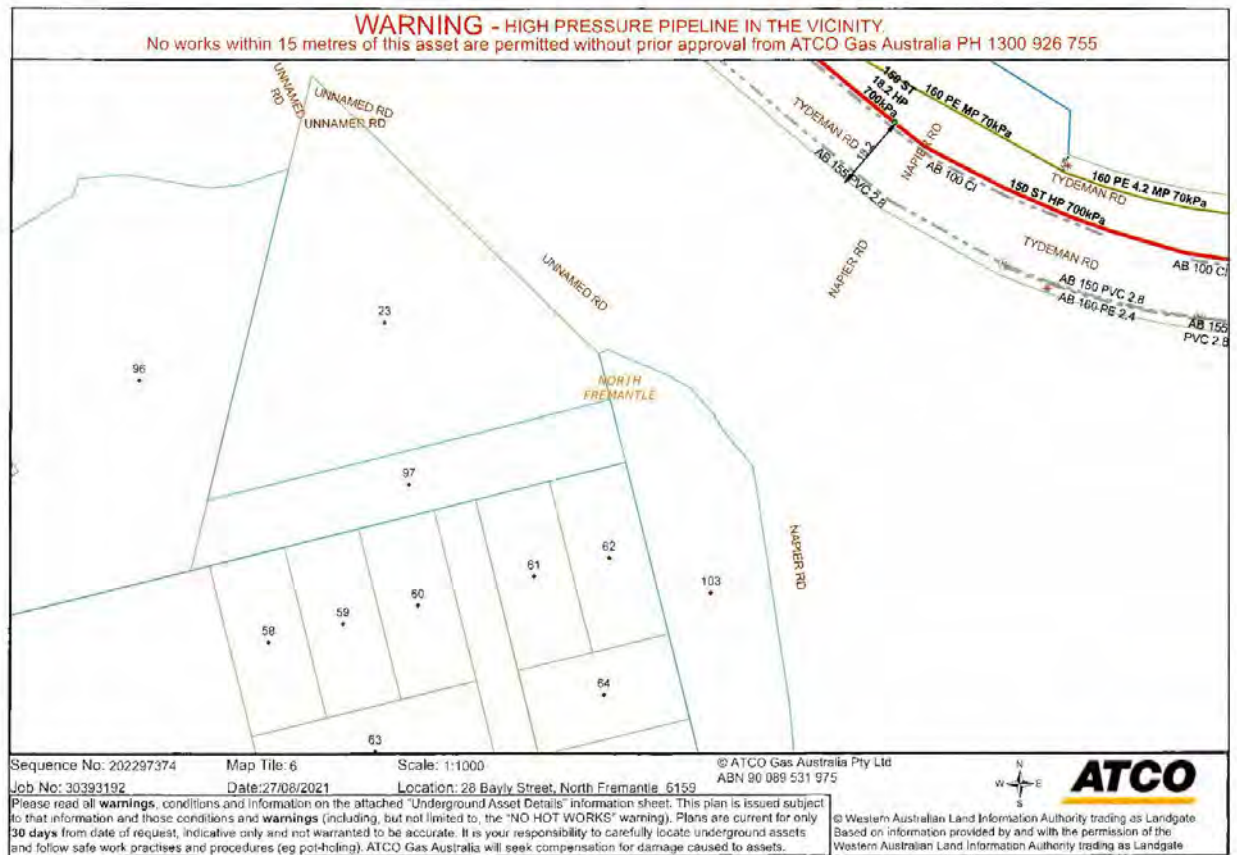 WARNING - HIGH PRESSURE PIPELINE IN THE VICINITY.
No works within 15 metres of this asset are permitted without prior approval from ATCO Gas Australia PH 1300 926 755
UNNAMED RD
UNNAMED RD
UNNAMED RD
150 ST
18.2 HP
700kPa
160 PE MP 70kPa
TYDEMAN RD
NAPIER RD
18.2
AB 155 PVC 2.8
AB 100 CI
160 PE 4.2 MP 70kPa
TYDEMAN RD
150 ST HP 700kPa
TYDEMAN RD
AB 100 CI
NAPIER RD
UNNAMED RD
AB 150 PVC 2.8
AB 160 PE 2.4
AB 155
PVC 2.8
23
96
NORTH
FREMANTLE
97
NAPIER RD
62
61
103
60
59
58
64
63
Sequence No: 202297374
Map Tile: 6
Scale: 1:1000
Job No: 30393192
Date:27/08/2021
Location: 28 Bayly Street, North Fremantle 6159
© ATCO Gas Australia Pty Ltd
ABN 90 089 531 975
N
W E
S
ATCO
Please read all warnings, conditions and information on the attached "Underground Asset Details" information sheet. This plan is issued subject
to that information and those conditions and warnings (including, but not limited to, the "NO HOT WORKS" warning). Plans are current for only
30 days from date of request, indicative only and not warranted to be accurate. It is your responsibility to carefully locate underground assets
and follow safe work practises and procedures (eg pot-holing). ATCO Gas Australia will seek compensation for damage caused to assets.
© Western Australian Land Information Authority trading as Landgate
Based on information provided by and with the permission of the
Western Australian Land Information Authority trading as Landgate